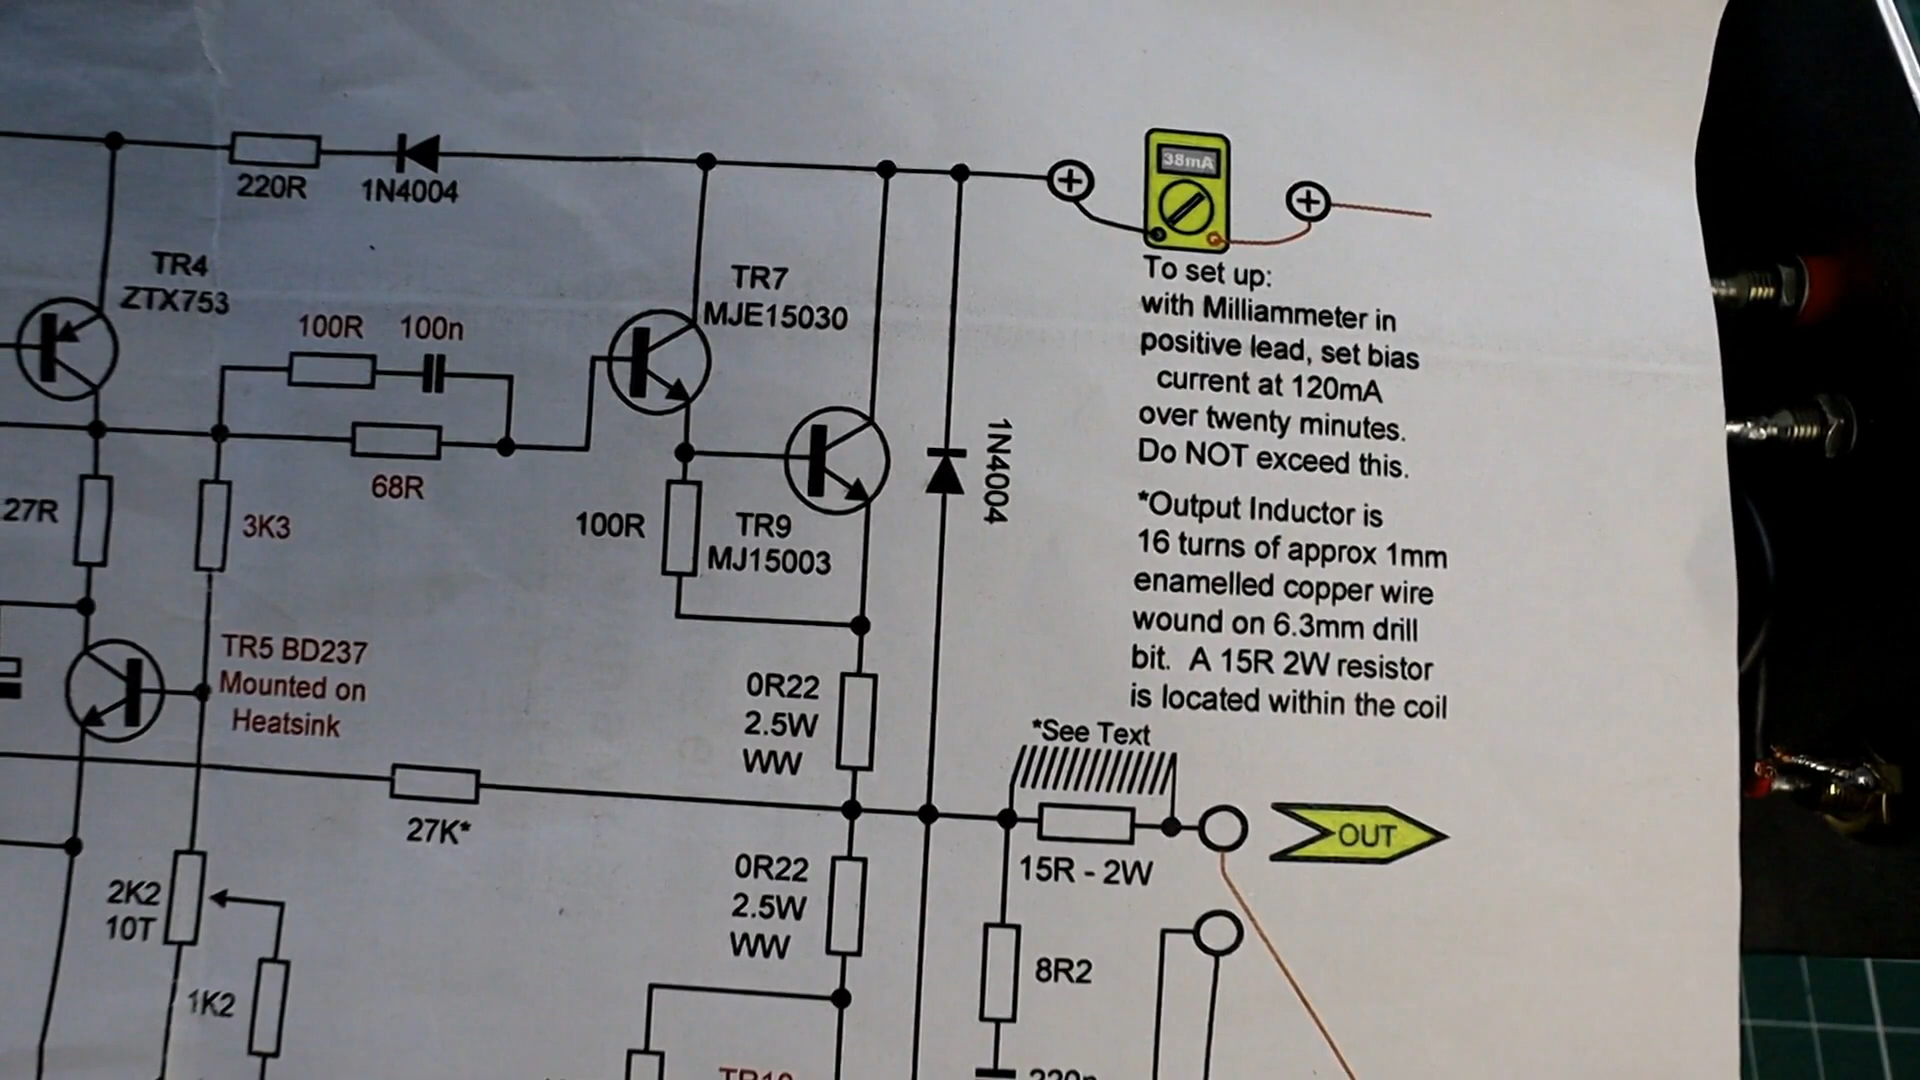 38mA
220R
1N4004
To set up:
with Milliammeter in
positive lead, set bias
current at 120mA
over twenty minutes.
Do NOT exceed this.
TR4
ZTX753
TR7
MJE15030
100R
100n
68R
1N4004
27R
3K3
100R
TR9
MJ15003
*Output Inductor is
16 turns of approx 1mm
enamelled copper wire
wound on 6.3mm drill
bit. A 15R 2W resistor
is located within the coil
TR5 BD237
Mounted on
Heatsink
0R22
2.5W
WW
*See Text
27K*
OUT
15R - 2W
0R22
2.5W
WW
2K2
10T
8R2
1K2
TR10
220n